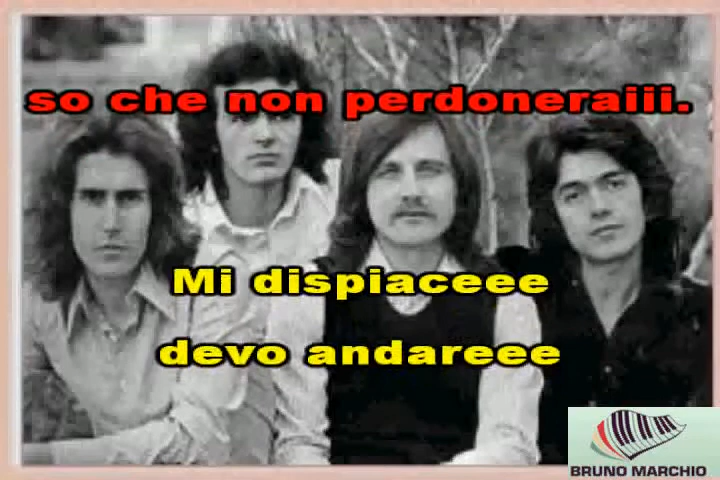 so che non perdoneraiii.
Mi dispiaceee
devo andareee
BRUNO MARCHIO